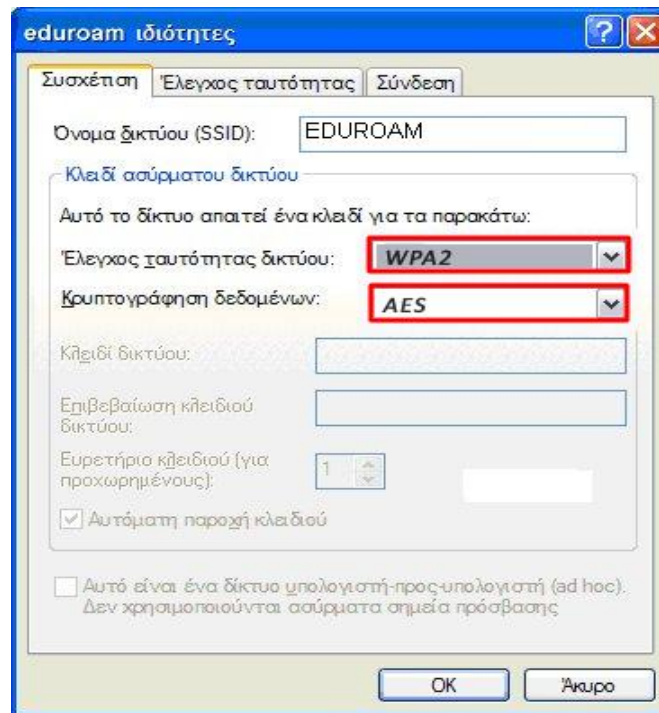 eduroam ιδιότητες
Συσχέτιση Έλεγχος ταυτότητας Σύνδεση
Όνομα δικτύου (SSID): EDUROAM
Κλειδί ασύρματου δικτύου
Αυτό το δίκτυο απαιτεί ένα κλειδί για τα παρακάτω:
Έλεγχος ταυτότητας δικτύου: WPA2
Κρυπτογράφηση δεδομένων: AES
Κλειδί δικτύου:
Επιβεβαίωση κλειδιού
δικτύου:
Ευρετήριο κλειδιού (για
προχωρημένους): 1
Αυτόματη παροχή κλειδιού
Αυτό είναι ένα δίκτυο υπολογιστή-προς-υπολογιστή (ad hoc).
Δεν χρησιμοποιούνται ασύρματα σημεία πρόσβασης
OK Άκυρο